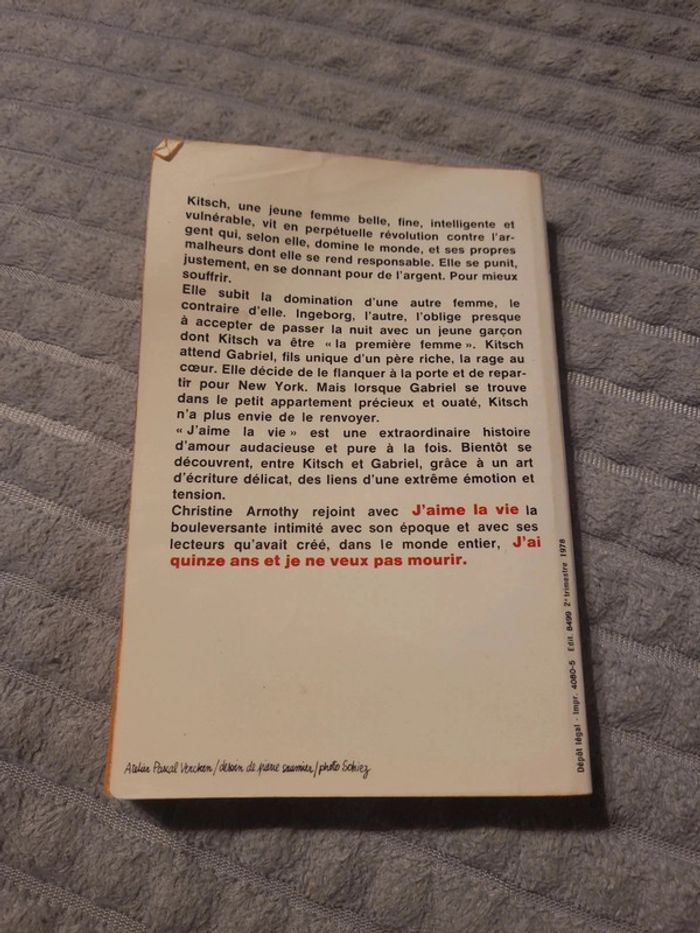 Kitsch, une jeune femme belle, fine, intelligente et
vulnérable, vit en perpétuelle révolution contre l'ar-
gent qui, selon elle, domine le monde, et ses propres
malheurs dont elle se rend responsable. Elle se punit,
justement, en se donnant pour de l'argent. Pour mieux
souffrir.
Elle subit la domination d'une autre femme, le
contraire d'elle. Ingeborg, l'autre, l'oblige presque
à accepter de passer la nuit avec un jeune garçon
dont Kitsch va être « la première femme ». Kitsch
attend Gabriel, fils unique d'un père riche, la rage au
cœur. Elle décide de le flanquer à la porte et de repar-
tir pour New York. Mais lorsque Gabriel se trouve
dans le petit appartement précieux et ouaté, Kitsch
n'a plus envie de le renvoyer.
« J'aime la vie » est une extraordinaire histoire
d'amour audacieuse et pure à la fois. Bientôt se
découvrent, entre Kitsch et Gabriel, grâce à un art
d'écriture délicat, des liens d'une extrême émotion et
tension.
Christine Arnothy rejoint avec J'aime la vie la
bouleversante intimité avec son époque et avec ses
lecteurs qu'avait créé, dans le monde entier, J'ai
quinze ans et je ne veux pas mourir.
Atelier Pascal Vercken / dessin de / photo
Dépôt légal - Impr. 4060-5 Edit. 8499 2e trimestre 1978